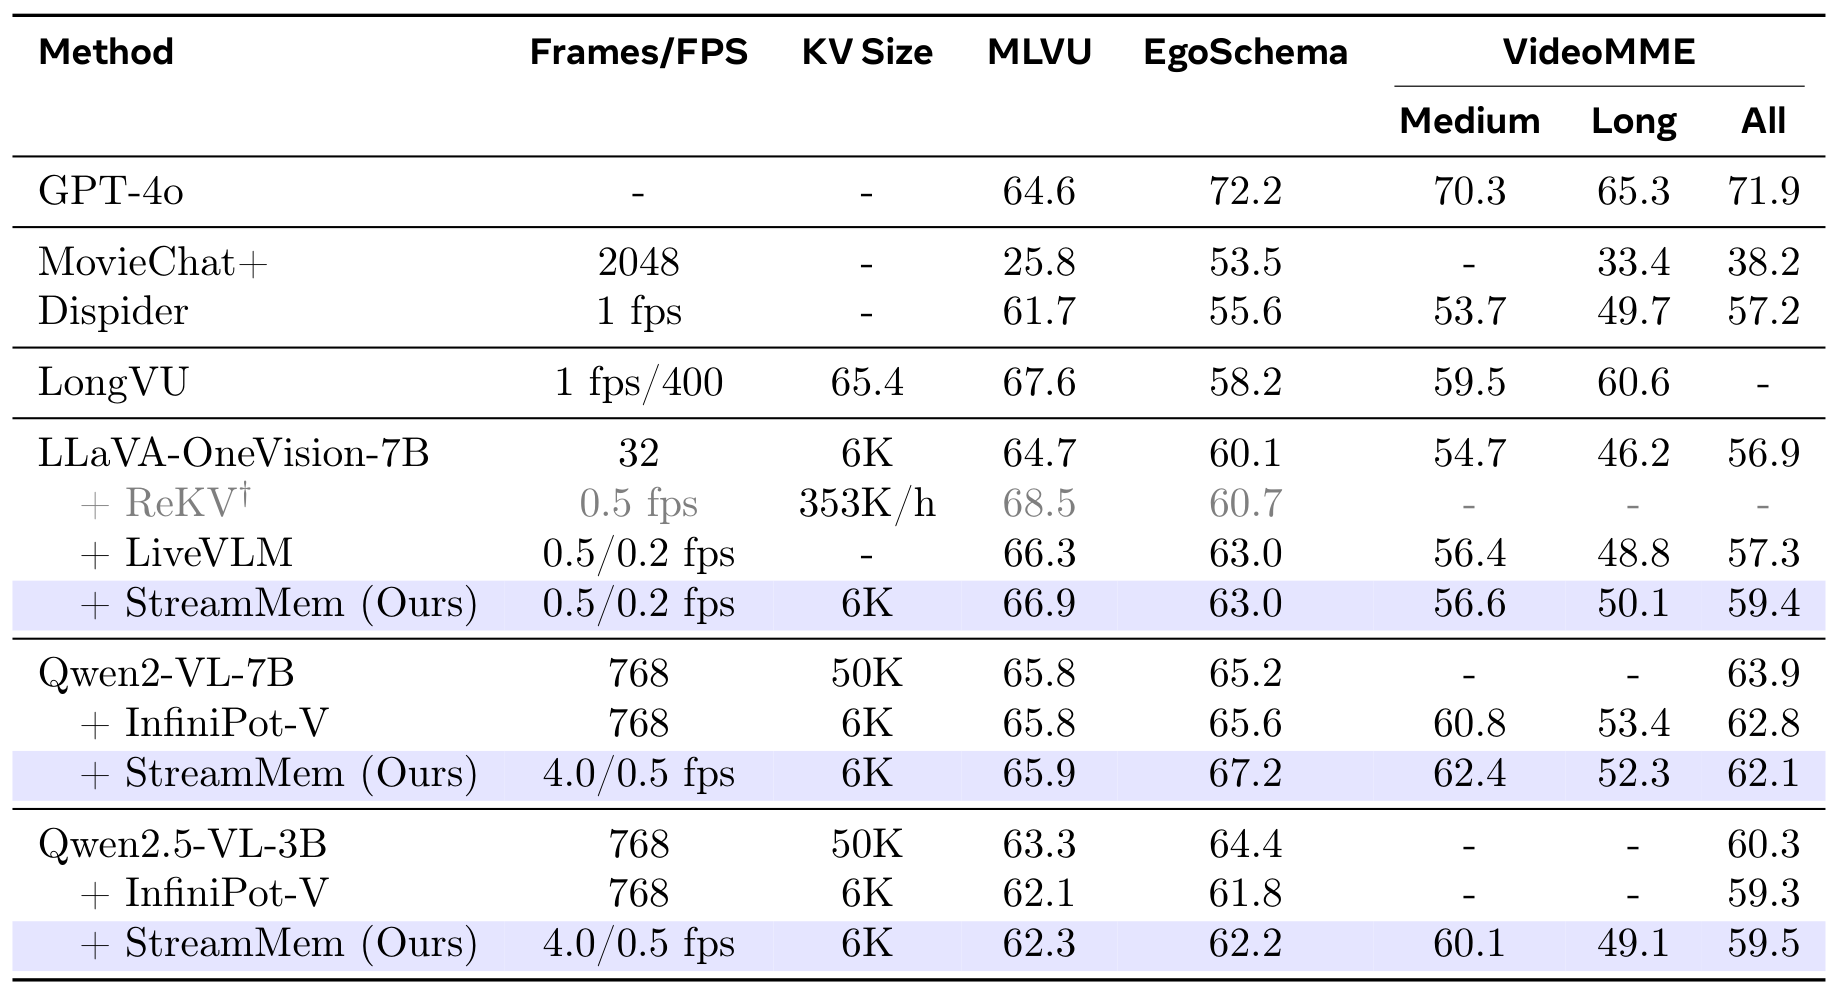 Method Frames/FPS KV Size MLVU EgoSchema VideoMME
Medium Long All
GPT-4o - - 64.6 72.2 70.3 65.3 71.9
MovieChat+ 2048 - 25.8 53.5 - 33.4 38.2
Dispider 1 fps - 61.7 55.6 53.7 49.7 57.2
LongVU 1 fps/400 65.4 67.6 58.2 59.5 60.6 -
LLaVA-OneVision-7B 32 6K 64.7 60.1 54.7 46.2 56.9
+ ReKV† 0.5 fps 353K/h 68.5 60.7 - - -
+ LiveVLM 0.5/0.2 fps - 66.3 63.0 56.4 48.8 57.3
+ StreamMem (Ours) 0.5/0.2 fps 6K 66.9 63.0 56.6 50.1 59.4
Qwen2-VL-7B 768 50K 65.8 65.2 - - 63.9
+ InfiniPot-V 768 6K 65.8 65.6 60.8 53.4 62.8
+ StreamMem (Ours) 4.0/0.5 fps 6K 65.9 67.2 62.4 52.3 62.1
Qwen2.5-VL-3B 768 50K 63.3 64.4 - - 60.3
+ InfiniPot-V 768 6K 62.1 61.8 - - 59.3
+ StreamMem (Ours) 4.0/0.5 fps 6K 62.3 62.2 60.1 49.1 59.5